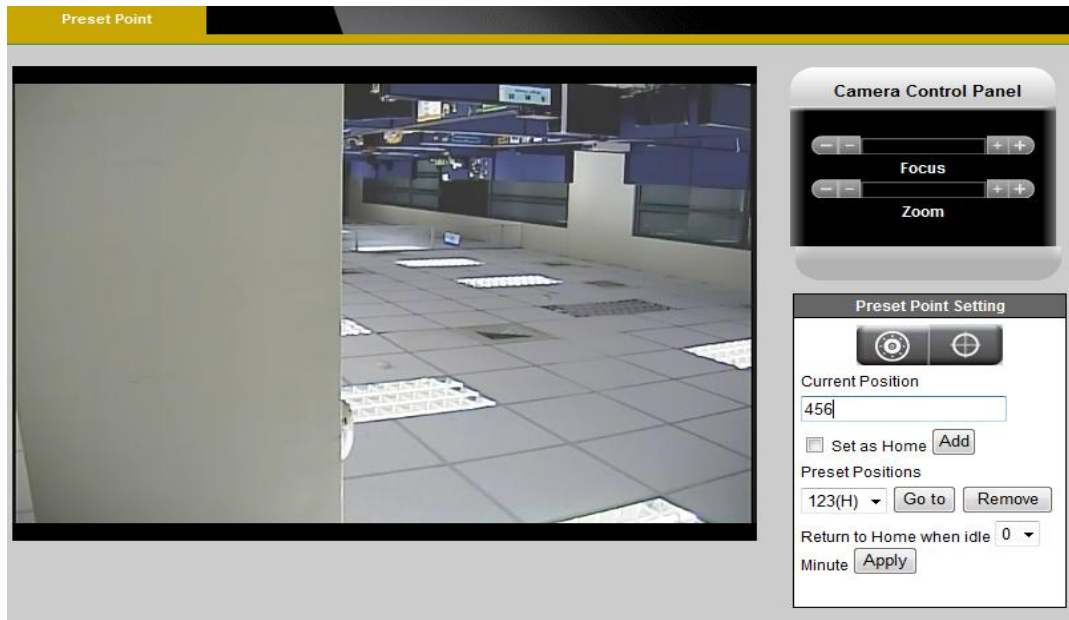 Preset Point
Camera Control Panel
Focus
Zoom
Preset Point Setting
Current Position
456
Set as Home Add
Preset Positions
123(H) Go to Remove
Return to Home when idle 0
Minute Apply